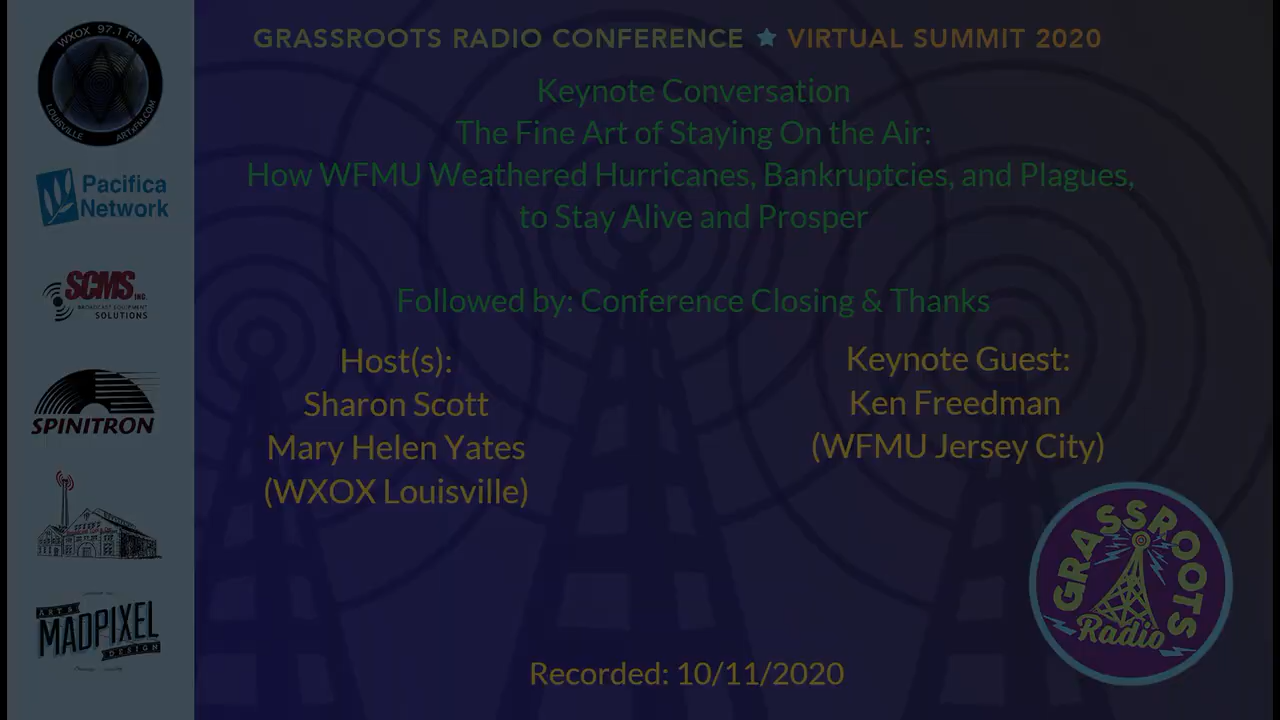 WXOX 97.1 FM
LOUISVILLE
ARTXFM.COM
Pacifica
Network
SCMS INC.
BROADCAST EQUIPMENT
SOLUTIONS
SPINITRON
ARTS
MADPIXEL
DESIGN
GRASSROOTS RADIO CONFERENCE ★ VIRTUAL SUMMIT 2020
Keynote Conversation
The Fine Art of Staying On the Air:
How WFMU Weathered Hurricanes, Bankruptcies, and Plagues,
to Stay Alive and Prosper
Followed by: Conference Closing & Thanks
Host(s):
Sharon Scott
Mary Helen Yates
(WXOX Louisville)
Keynote Guest:
Ken Freedman
(WFMU Jersey City)
GRASSROOTS
Radio
Recorded: 10/11/2020